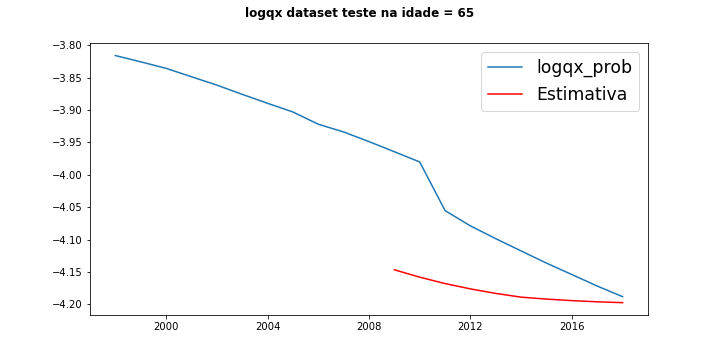 logqx dataset teste na idade = 65
logqx_prob
Estimativa
−3.80
−3.85
−3.90
−3.95
−4.00
−4.05
−4.10
−4.15
−4.20
2000 2004 2008 2012 2016